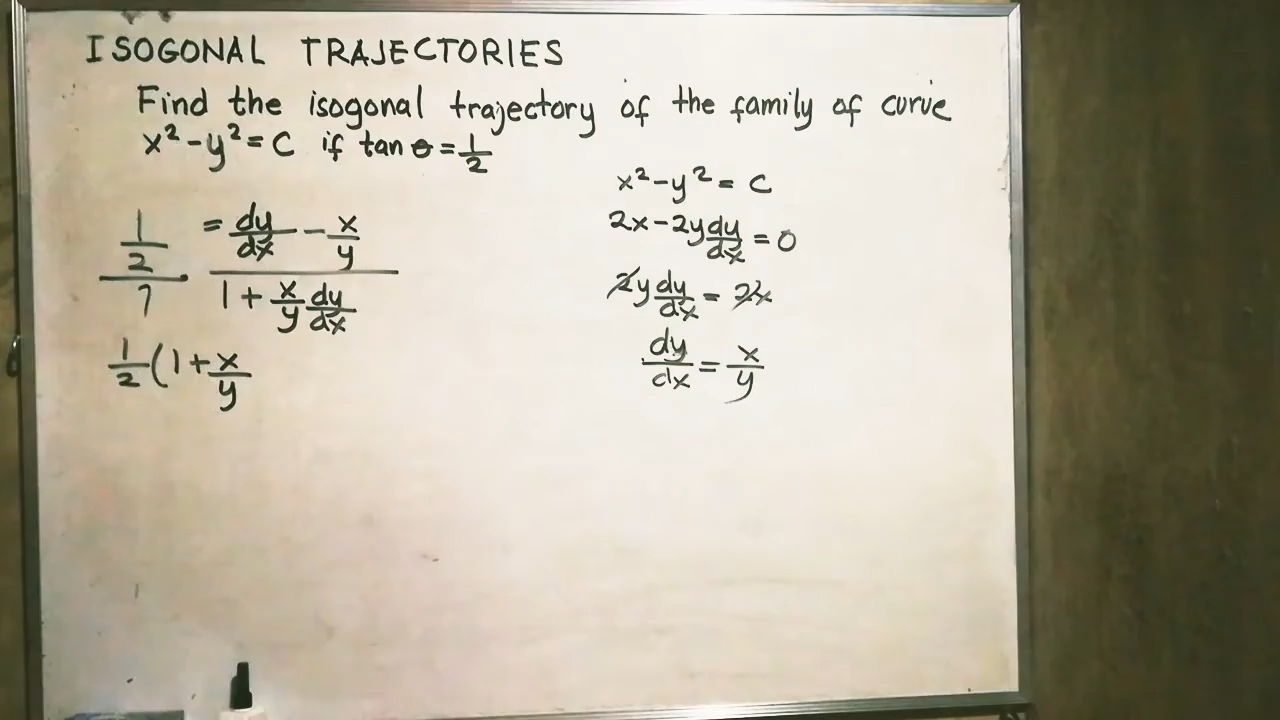 ISOGONAL TRAJECTORIES
Find the isogonal trajectory of the family of curve
x² - y² = C if tan θ = 1/2
(1/2)/1 = (dy/dx - x/y)/(1 + x/y dy/dx)
1/2 (1 + x/y
x² - y² = C
2x - 2y dy/dx = 0
2y dy/dx = 2x
dy/dx = x/y